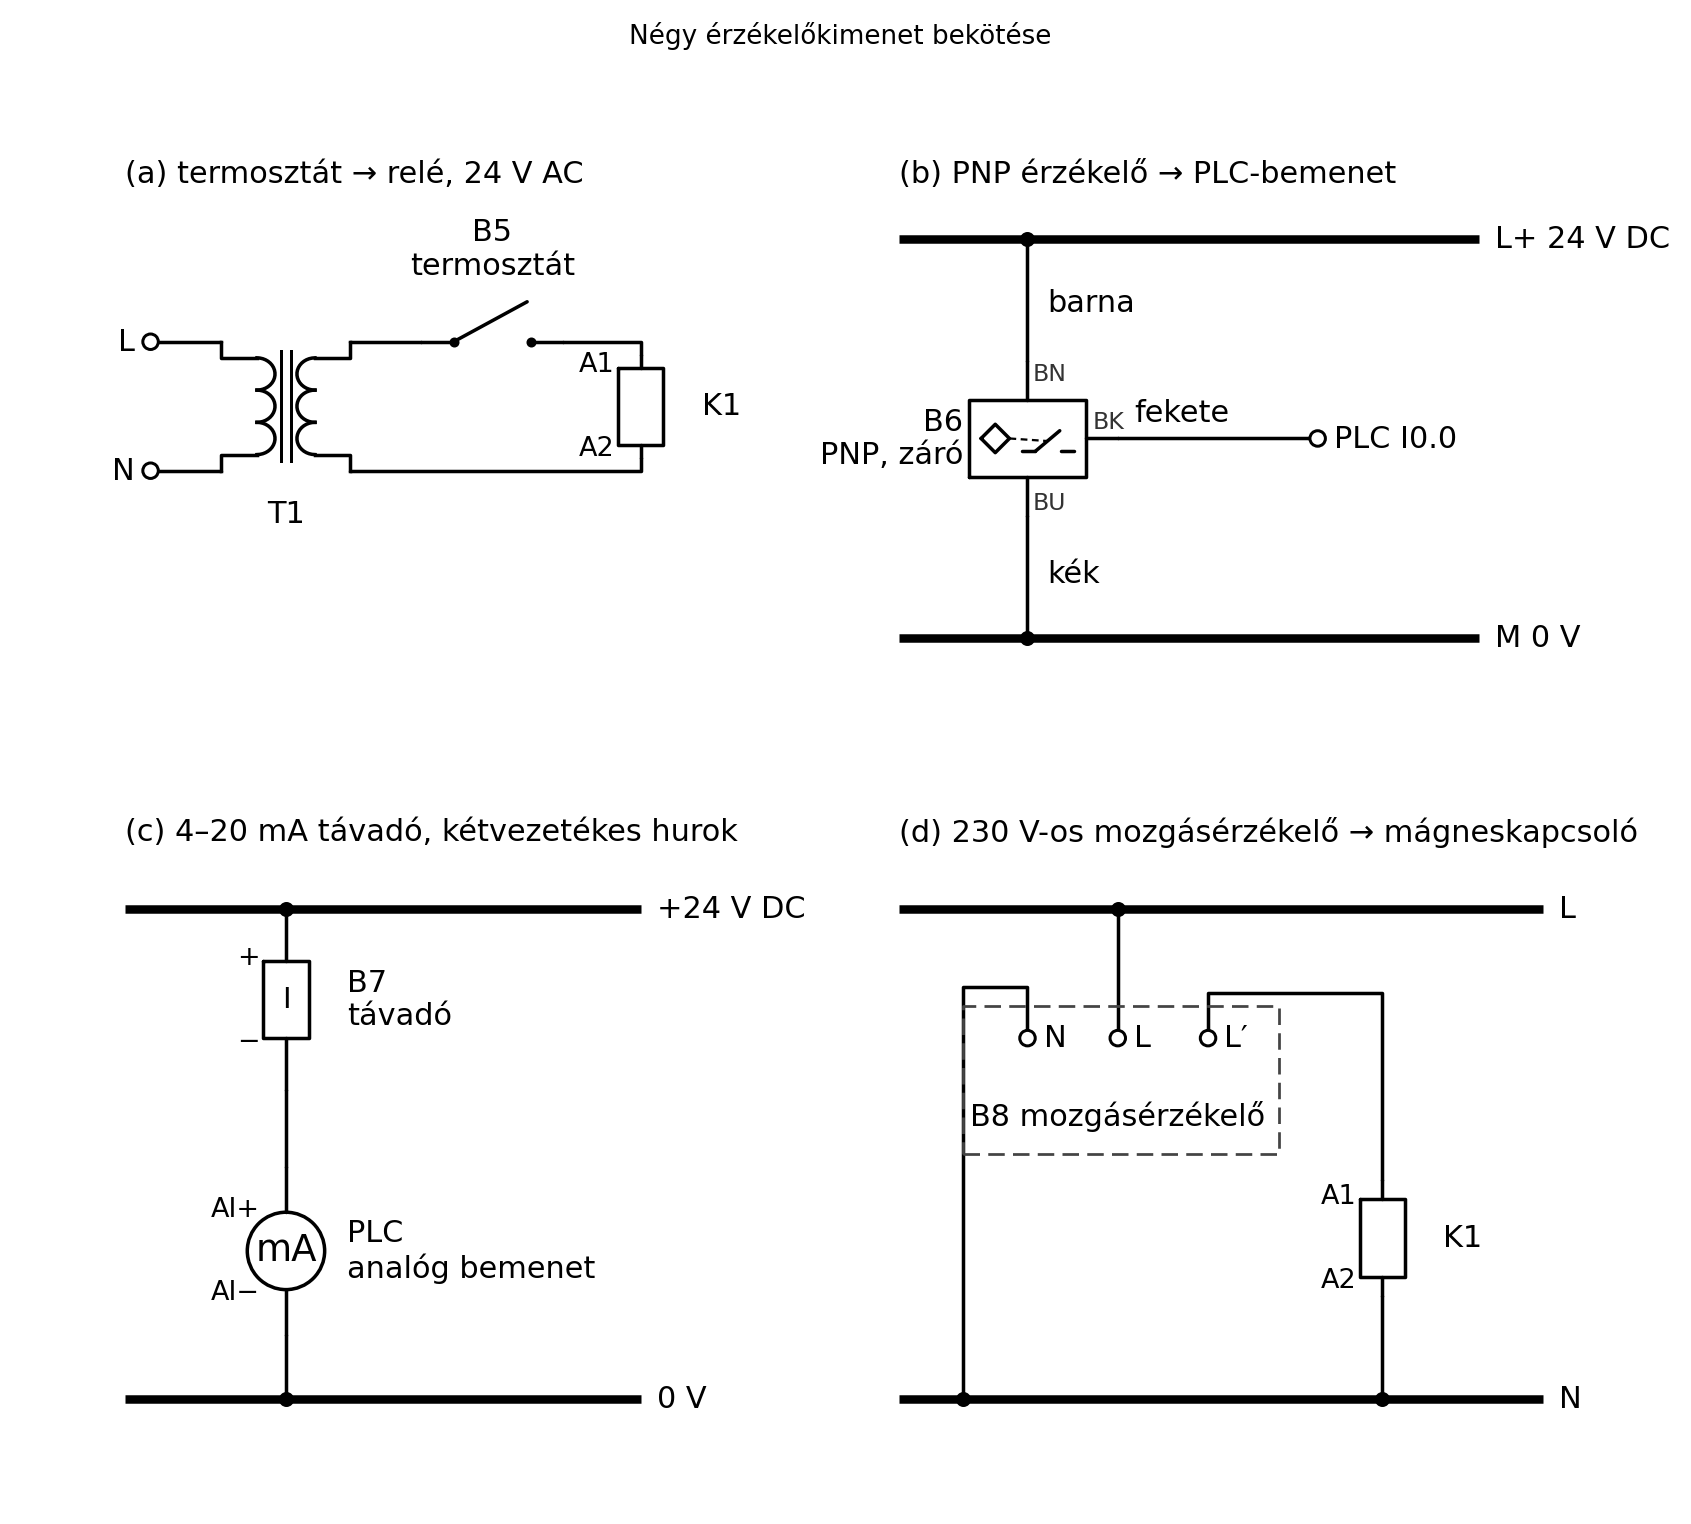 Négy érzékelőkimenet bekötése
(a) termosztát → relé, 24 V AC
B5
termosztát
L
N
T1
A1
A2
K1
(b) PNP érzékelő → PLC-bemenet
L+ 24 V DC
barna
BN
B6
PNP, záró
BK
fekete
PLC I0.0
BU
kék
M 0 V
(c) 4–20 mA távadó, kétvezetékes hurok
+24 V DC
+
I
−
B7
távadó
AI+
mA
AI−
PLC
analóg bemenet
0 V
(d) 230 V-os mozgásérzékelő → mágneskapcsoló
L
N
L
L′
B8 mozgásérzékelő
A1
A2
K1
N